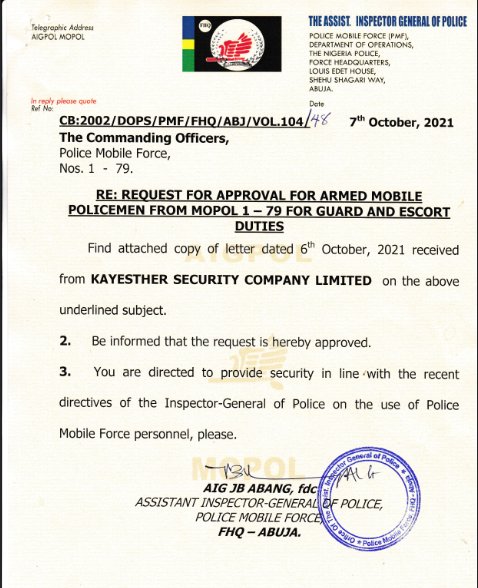 Telegraphic Address
AIGPOL MOPOL
THQ
THE ASSIST. INSPECTOR GENERAL OF POLICE
POLICE MOBILE FORCE (PMF),
DEPARTMENT OF OPERATIONS,
THE NIGERIA POLICE,
FORCE HEADQUARTERS,
LOUIS EDET HOUSE,
SHEHU SHAGARI WAY,
ABUJA.
In reply please quote
Ref No:
Date
CB:2002/DOPS/PMF/FHQ/ABJ/VOL.104/48 7th October, 2021
The Commanding Officers,
Police Mobile Force,
Nos. 1 - 79.
RE: REQUEST FOR APPROVAL FOR ARMED MOBILE
POLICEMEN FROM MOPOL 1 – 79 FOR GUARD AND ESCORT
DUTIES
AIGPOL
Find attached copy of letter dated 6th October, 2021 received
from KAYESTHER SECURITY COMPANY LIMITED on the above
underlined subject.
2. Be informed that the request is hereby approved.
3. You are directed to provide security in line with the recent
directives of the Inspector-General of Police on the use of Police
Mobile Force personnel, please.
MOPOL
AIG JB ABANG, fdc
ASSISTANT INSPECTOR-GENERAL OF POLICE,
POLICE MOBILE FORCE,
FHQ – ABUJA.
Office Of The Asst. Inspector General of Police
Police Mobile Force, FHQ - Abuja